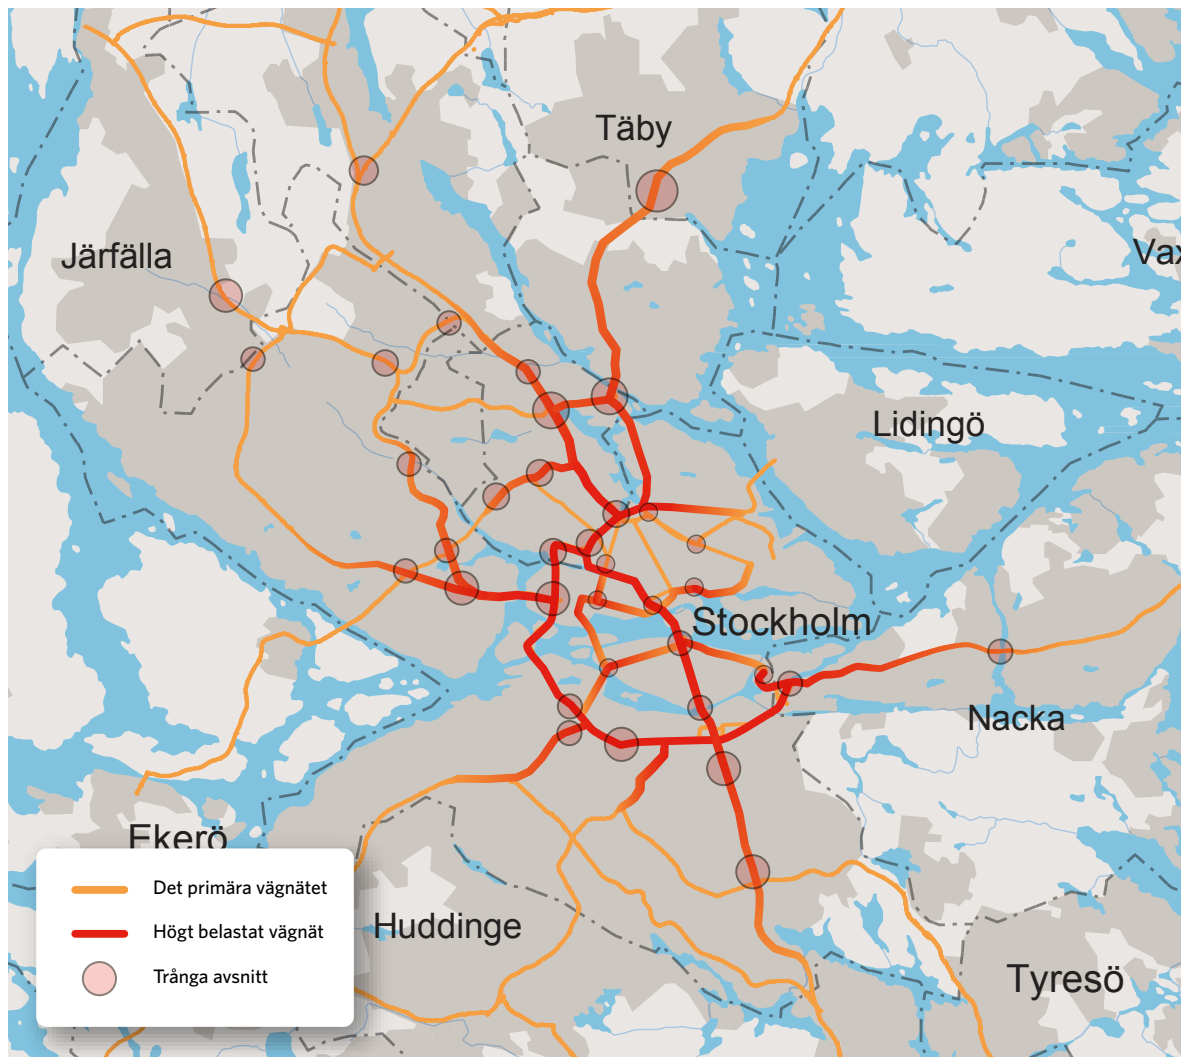 Täby
Järfälla
Vax
Lidingö
Stockholm
Nacka
Ekerö
Det primära vägnätet
Högt belastat vägnät
Trånga avsnitt
Huddinge
Tyresö